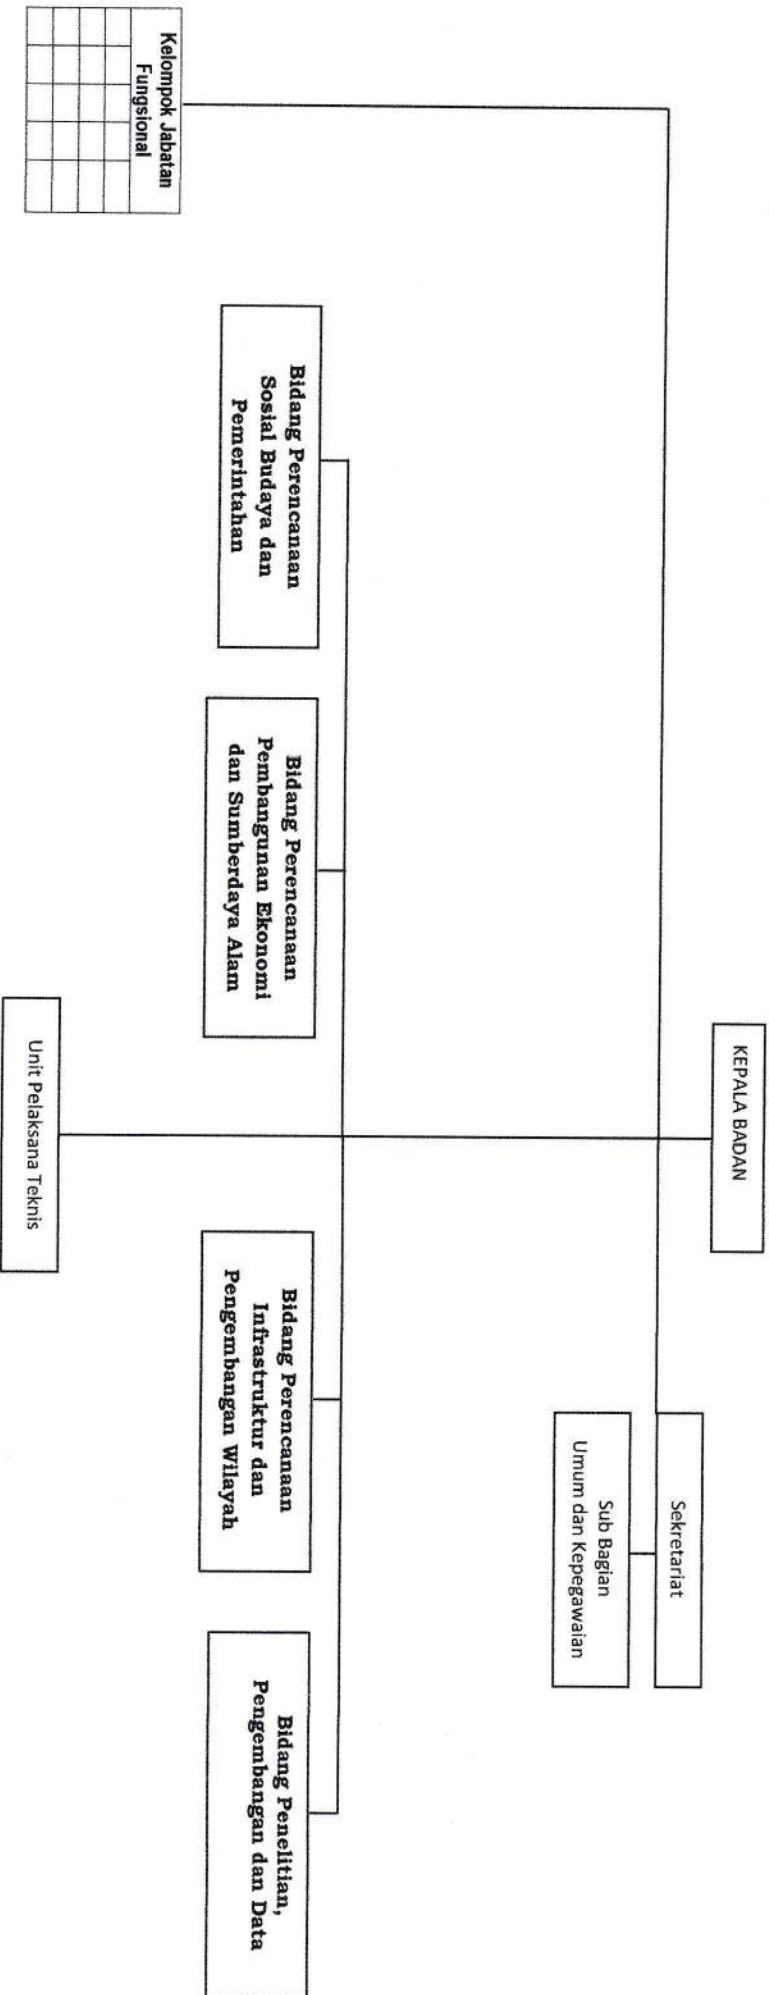 KEPALA BADAN
Sekretariat
Sub Bagian
Umum dan Kepegawaian
Kelompok Jabatan
Fungsional
Bidang Perencanaan
Sosial Budaya dan
Pemerintahan
Bidang Perencanaan
Pembangunan Ekonomi
dan Sumberdaya Alam
Bidang Perencanaan
Infrastruktur dan
Pengembangan Wilayah
Bidang Penelitian,
Pengembangan dan Data
Unit Pelaksana Teknis